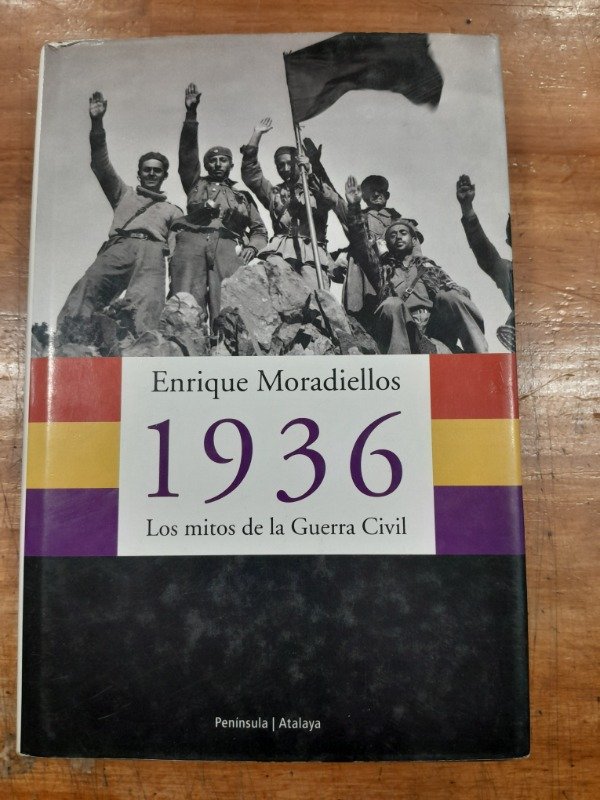 Enrique Moradiellos
1936
Los mitos de la Guerra Civil
Península | Atalaya